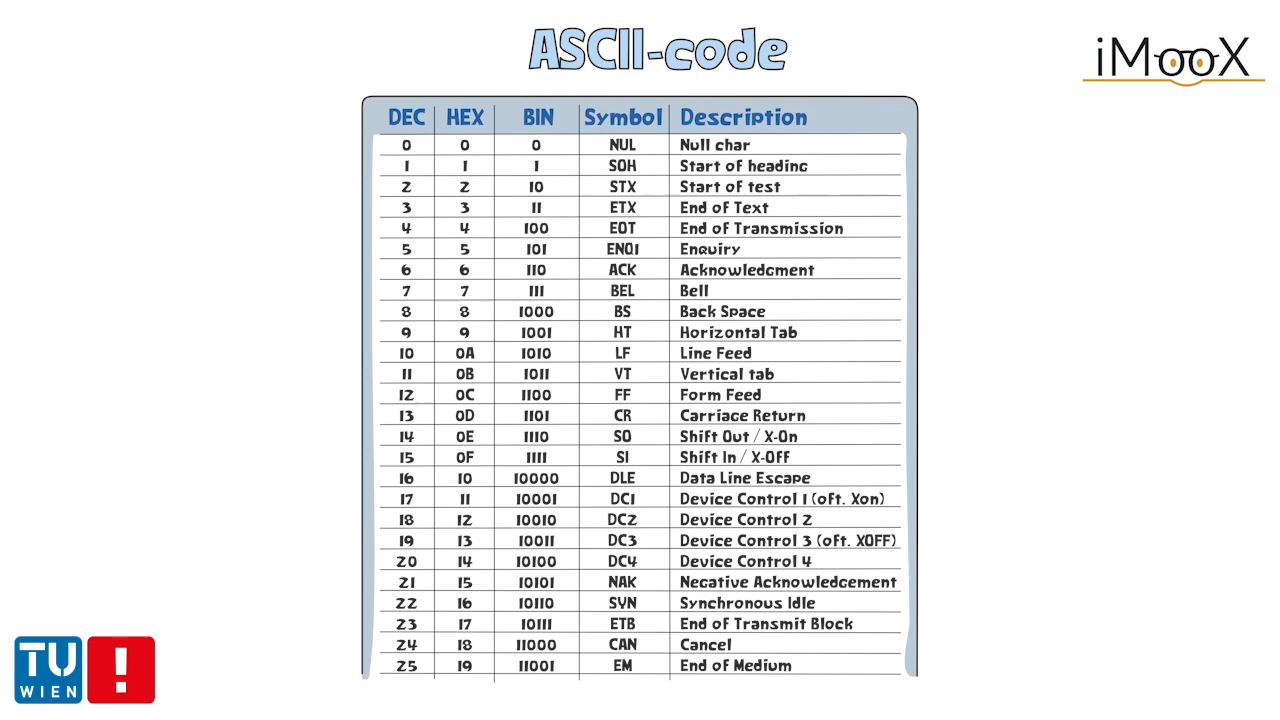 ASCII-code
iMooX
DEC HEX BIN Symbol Description
0 0 0 NUL Null char
1 1 1 SOH Start of heading
2 2 10 STX Start of test
3 3 11 ETX End of Text
4 4 100 EOT End of Transmission
5 5 101 ENQ1 Enquiry
6 6 110 ACK Acknowledgment
7 7 111 BEL Bell
8 8 1000 BS Back Space
9 9 1001 HT Horizontal Tab
10 0A 1010 LF Line Feed
11 0B 1011 VT Vertical tab
12 0C 1100 FF Form Feed
13 0D 1101 CR Carriage Return
14 0E 1110 SO Shift Out / X-On
15 0F 1111 SI Shift In / X-Off
16 10 10000 DLE Data Line Escape
17 11 10001 DC1 Device Control 1 (oft. Xon)
18 12 10010 DC2 Device Control 2
19 13 10011 DC3 Device Control 3 (oft. XOFF)
20 14 10100 DC4 Device Control 4
21 15 10101 NAK Negative Acknowledgement
22 16 10110 SYN Synchronous Idle
23 17 10111 ETB End of Transmit Block
24 18 11000 CAN Cancel
25 19 11001 EM End of Medium
TU
WIEN
!